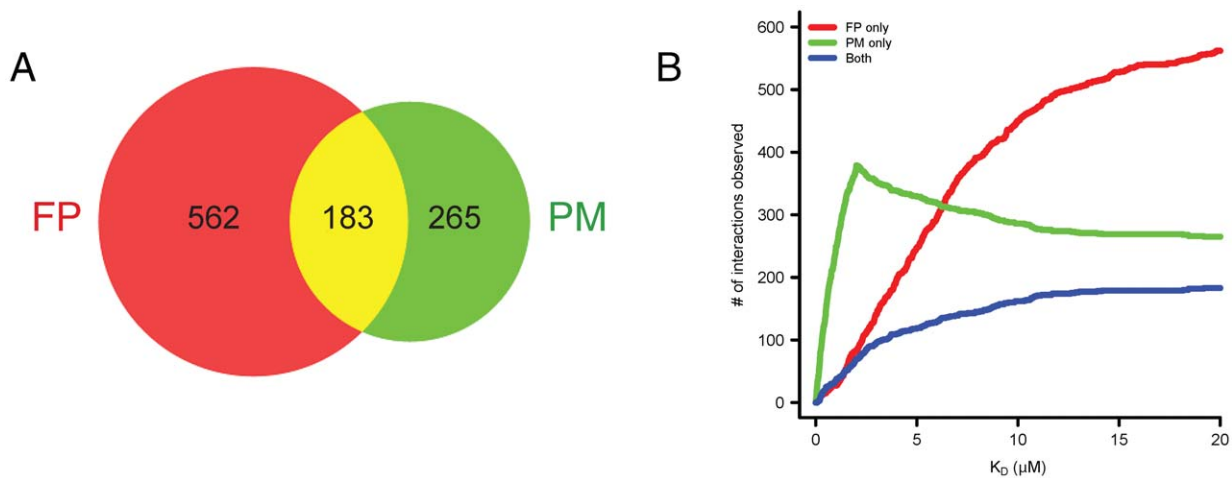 A
FP
562
183
265
PM
B
FP only
PM only
Both
# of interactions observed
600
500
400
300
200
100
0
0 5 10 15 20
K_D (µM)